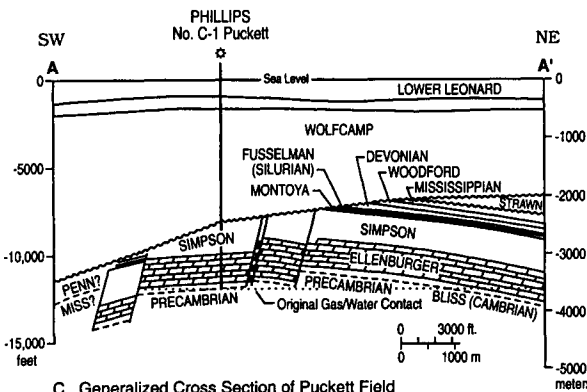 PHILLIPS
No. C-1 Puckett
SW
NE
A
A'
0
Sea Level
0
LOWER LEONARD
-1000
WOLFCAMP
FUSSELMAN
(SILURIAN)
DEVONIAN
WOODFORD
MISSISSIPPIAN
MONTOYA
STRAWN
-5000
-2000
SIMPSON
SIMPSON
-3000
-10,000
ELLENBURGER
PENN?
MISS?
PRECAMBRIAN
PRECAMBRIAN
Original Gas/Water Contact
BLISS (CAMBRIAN)
-4000
0 3000 ft.
0 1000 m
-15,000
feet
-5000
meters
C. Generalized Cross Section of Puckett Field